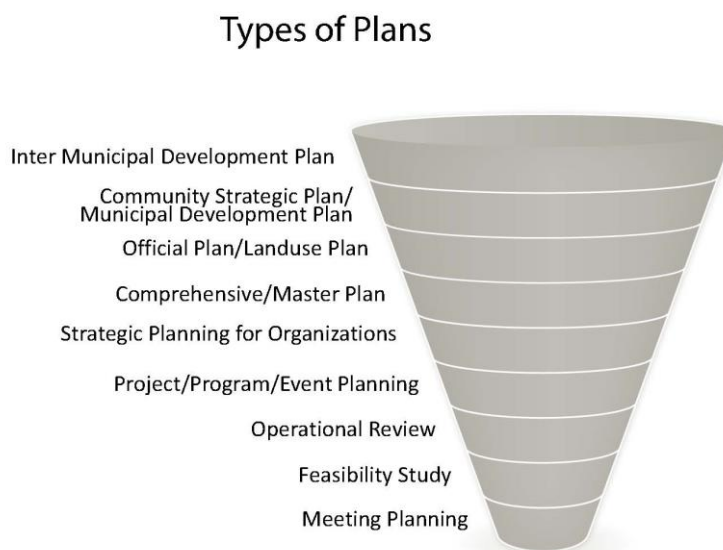 Types of Plans
Inter Municipal Development Plan
Community Strategic Plan/
Municipal Development Plan
Official Plan/Landuse Plan
Comprehensive/Master Plan
Strategic Planning for Organizations
Project/Program/Event Planning
Operational Review
Feasibility Study
Meeting Planning